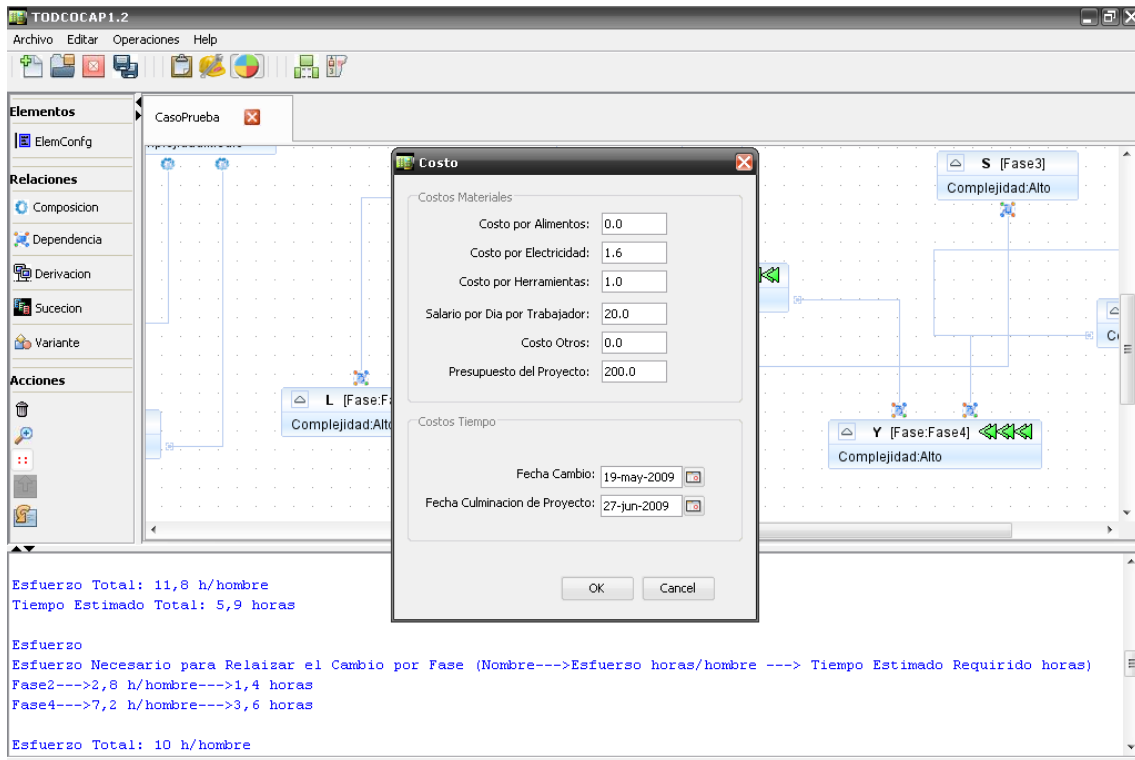 TODCOCAP1.2
Archivo Editar Operaciones Help
Elementos
ElemConfg
Relaciones
Composicion
Dependencia
Derivacion
Sucecion
Variante
Acciones
CasoPrueba
S [Fase3]
Complejidad:Alto
L [Fase:Fa
Complejidad:Alto
Y [Fase:Fase4]
Complejidad:Alto
Costo
Costos Materiales
Costo por Alimentos: 0.0
Costo por Electricidad: 1.6
Costo por Herramientas: 1.0
Salario por Dia por Trabajador: 20.0
Costo Otros: 0.0
Presupuesto del Proyecto: 200.0
Costos Tiempo
Fecha Cambio: 19-may-2009
Fecha Culminacion de Proyecto: 27-jun-2009
OK Cancel
Esfuerzo Total: 11,8 h/hombre
Tiempo Estimado Total: 5,9 horas
Esfuerzo
Esfuerzo Necesario para Relaizar el Cambio por Fase (Nombre--->Esfuerso horas/hombre ---> Tiempo Estimado Requirido horas)
Fase2--->2,8 h/hombre--->1,4 horas
Fase4--->7,2 h/hombre--->3,6 horas
Esfuerzo Total: 10 h/hombre